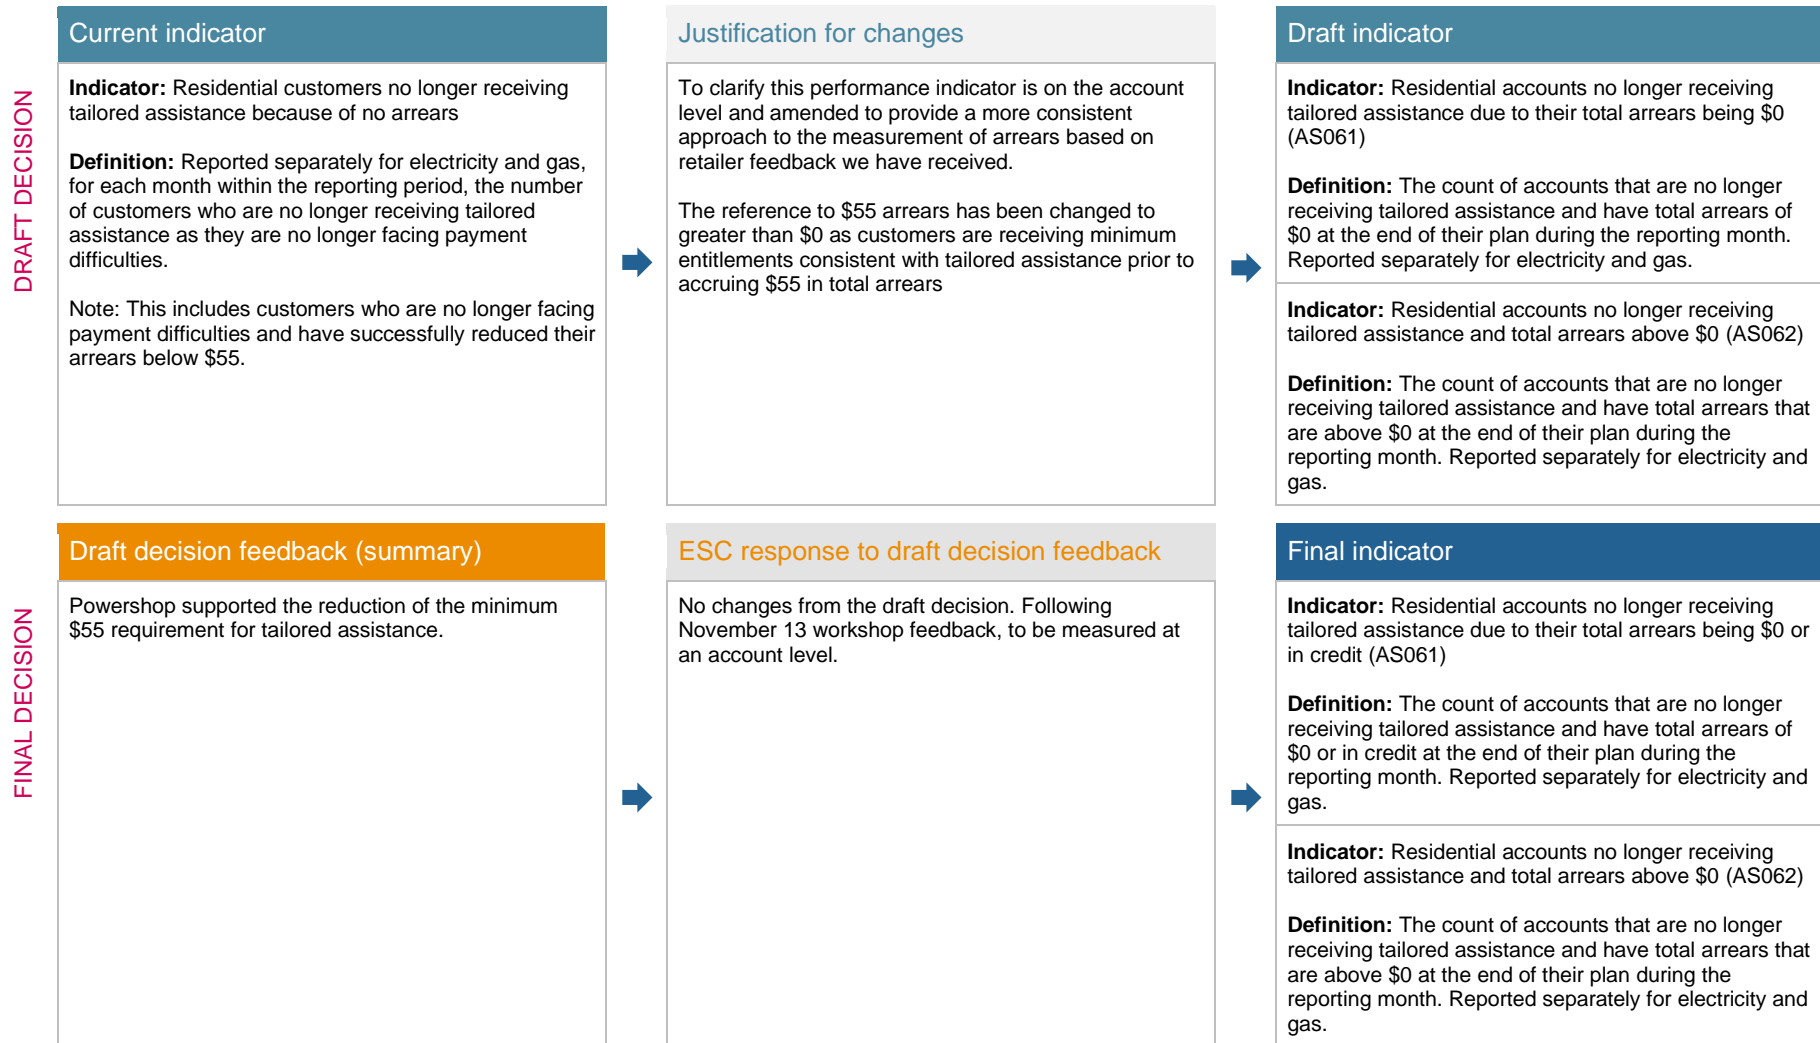 DRAFT DECISION
Current indicator
Indicator: Residential customers no longer receiving
tailored assistance because of no arrears
Definition: Reported separately for electricity and gas,
for each month within the reporting period, the number
of customers who are no longer receiving tailored
assistance as they are no longer facing payment
difficulties.
Note: This includes customers who are no longer facing
payment difficulties and have successfully reduced their
arrears below $55.
Justification for changes
To clarify this performance indicator is on the account
level and amended to provide a more consistent
approach to the measurement of arrears based on
retailer feedback we have received.
The reference to $55 arrears has been changed to
greater than $0 as customers are receiving minimum
entitlements consistent with tailored assistance prior to
accruing $55 in total arrears
Draft indicator
Indicator: Residential accounts no longer receiving
tailored assistance due to their total arrears being $0
(AS061)
Definition: The count of accounts that are no longer
receiving tailored assistance and have total arrears of
$0 at the end of their plan during the reporting month.
Reported separately for electricity and gas.
Indicator: Residential accounts no longer receiving
tailored assistance and total arrears above $0 (AS062)
Definition: The count of accounts that are no longer
receiving tailored assistance and have total arrears that
are above $0 at the end of their plan during the
reporting month. Reported separately for electricity and
gas.
FINAL DECISION
Draft decision feedback (summary)
Powershop supported the reduction of the minimum
$55 requirement for tailored assistance.
ESC response to draft decision feedback
No changes from the draft decision. Following
November 13 workshop feedback, to be measured at
an account level.
Final indicator
Indicator: Residential accounts no longer receiving
tailored assistance due to their total arrears being $0 or
in credit (AS061)
Definition: The count of accounts that are no longer
receiving tailored assistance and have total arrears of
$0 or in credit at the end of their plan during the
reporting month. Reported separately for electricity and
gas.
Indicator: Residential accounts no longer receiving
tailored assistance and total arrears above $0 (AS062)
Definition: The count of accounts that are no longer
receiving tailored assistance and have total arrears that
are above $0 at the end of their plan during the
reporting month. Reported separately for electricity and
gas.